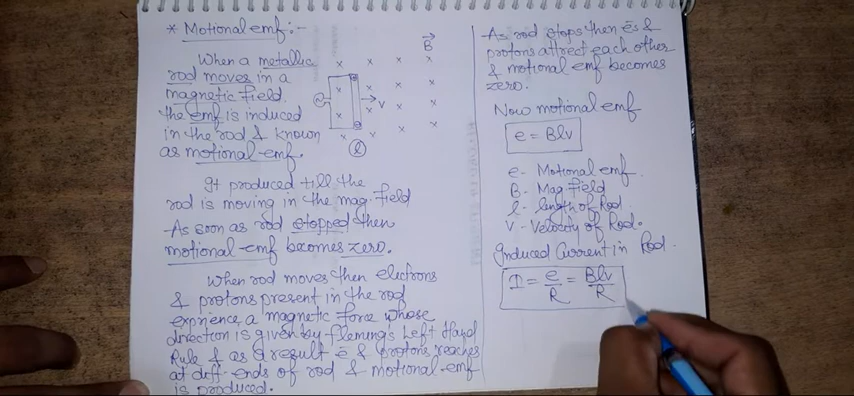 * Motional emf :-
When a metallic
rod moves in a
magnetic field.
the emf is induced
in the rod & known
as motional emf.
B
x x x x
x x x x
x x x x
x x x x
v
l
It produced till the
rod is moving in the mag. field
As soon as rod stopped then
motional emf becomes zero.
When rod moves then electrons
& protons present in the rod
exprience a magnetic force whose
direction is given by fleming's Left Hand
Rule & as a result e̅ & protons reaches
at diff. ends of rod & motional emf
is produced.
As rod stops then e̅s &
protons attrect each other
& motional emf becomes
zero.
Now motional emf
e = Blv
e - Motional emf.
B - Mag field
l - length of Rod.
V - Velocity of Rod.
Induced Current in Rod.
I = e/R = Blv/R